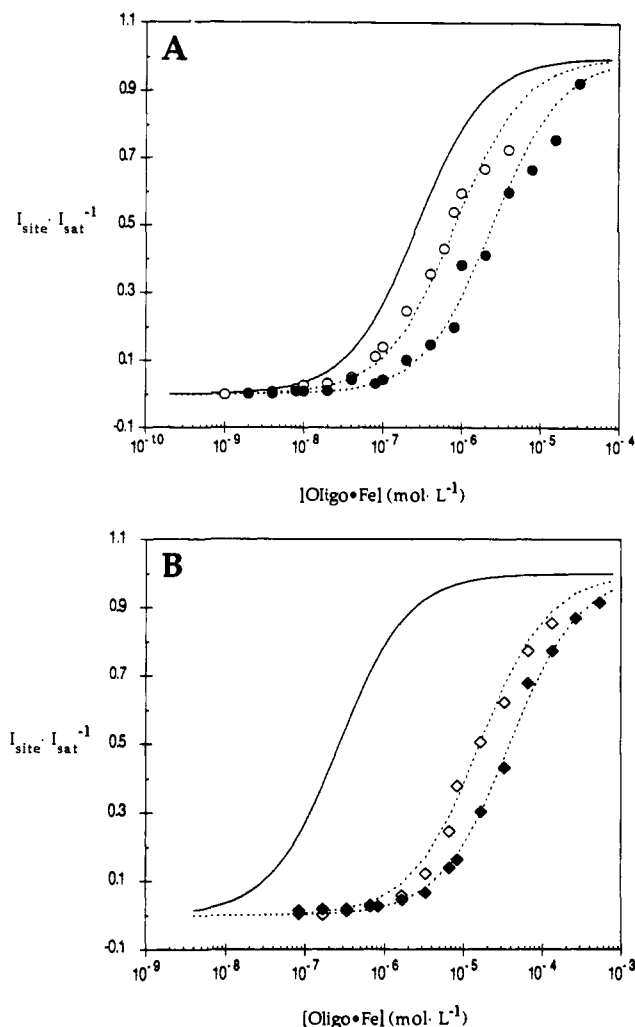 A
1.1
0.9
0.7
I_site · I_sat^-1
0.5
0.3
0.1
-0.1
10^-10 10^-9 10^-8 10^-7 10^-6 10^-5 10^-4
[Oligo•Fe] (mol· L^-1)
B
1.1
0.9
0.7
I_site · I_sat^-1
0.5
0.3
0.1
-0.1
10^-9 10^-8 10^-7 10^-6 10^-5 10^-4 10^-3
[Oligo•Fe] (mol· L^-1)